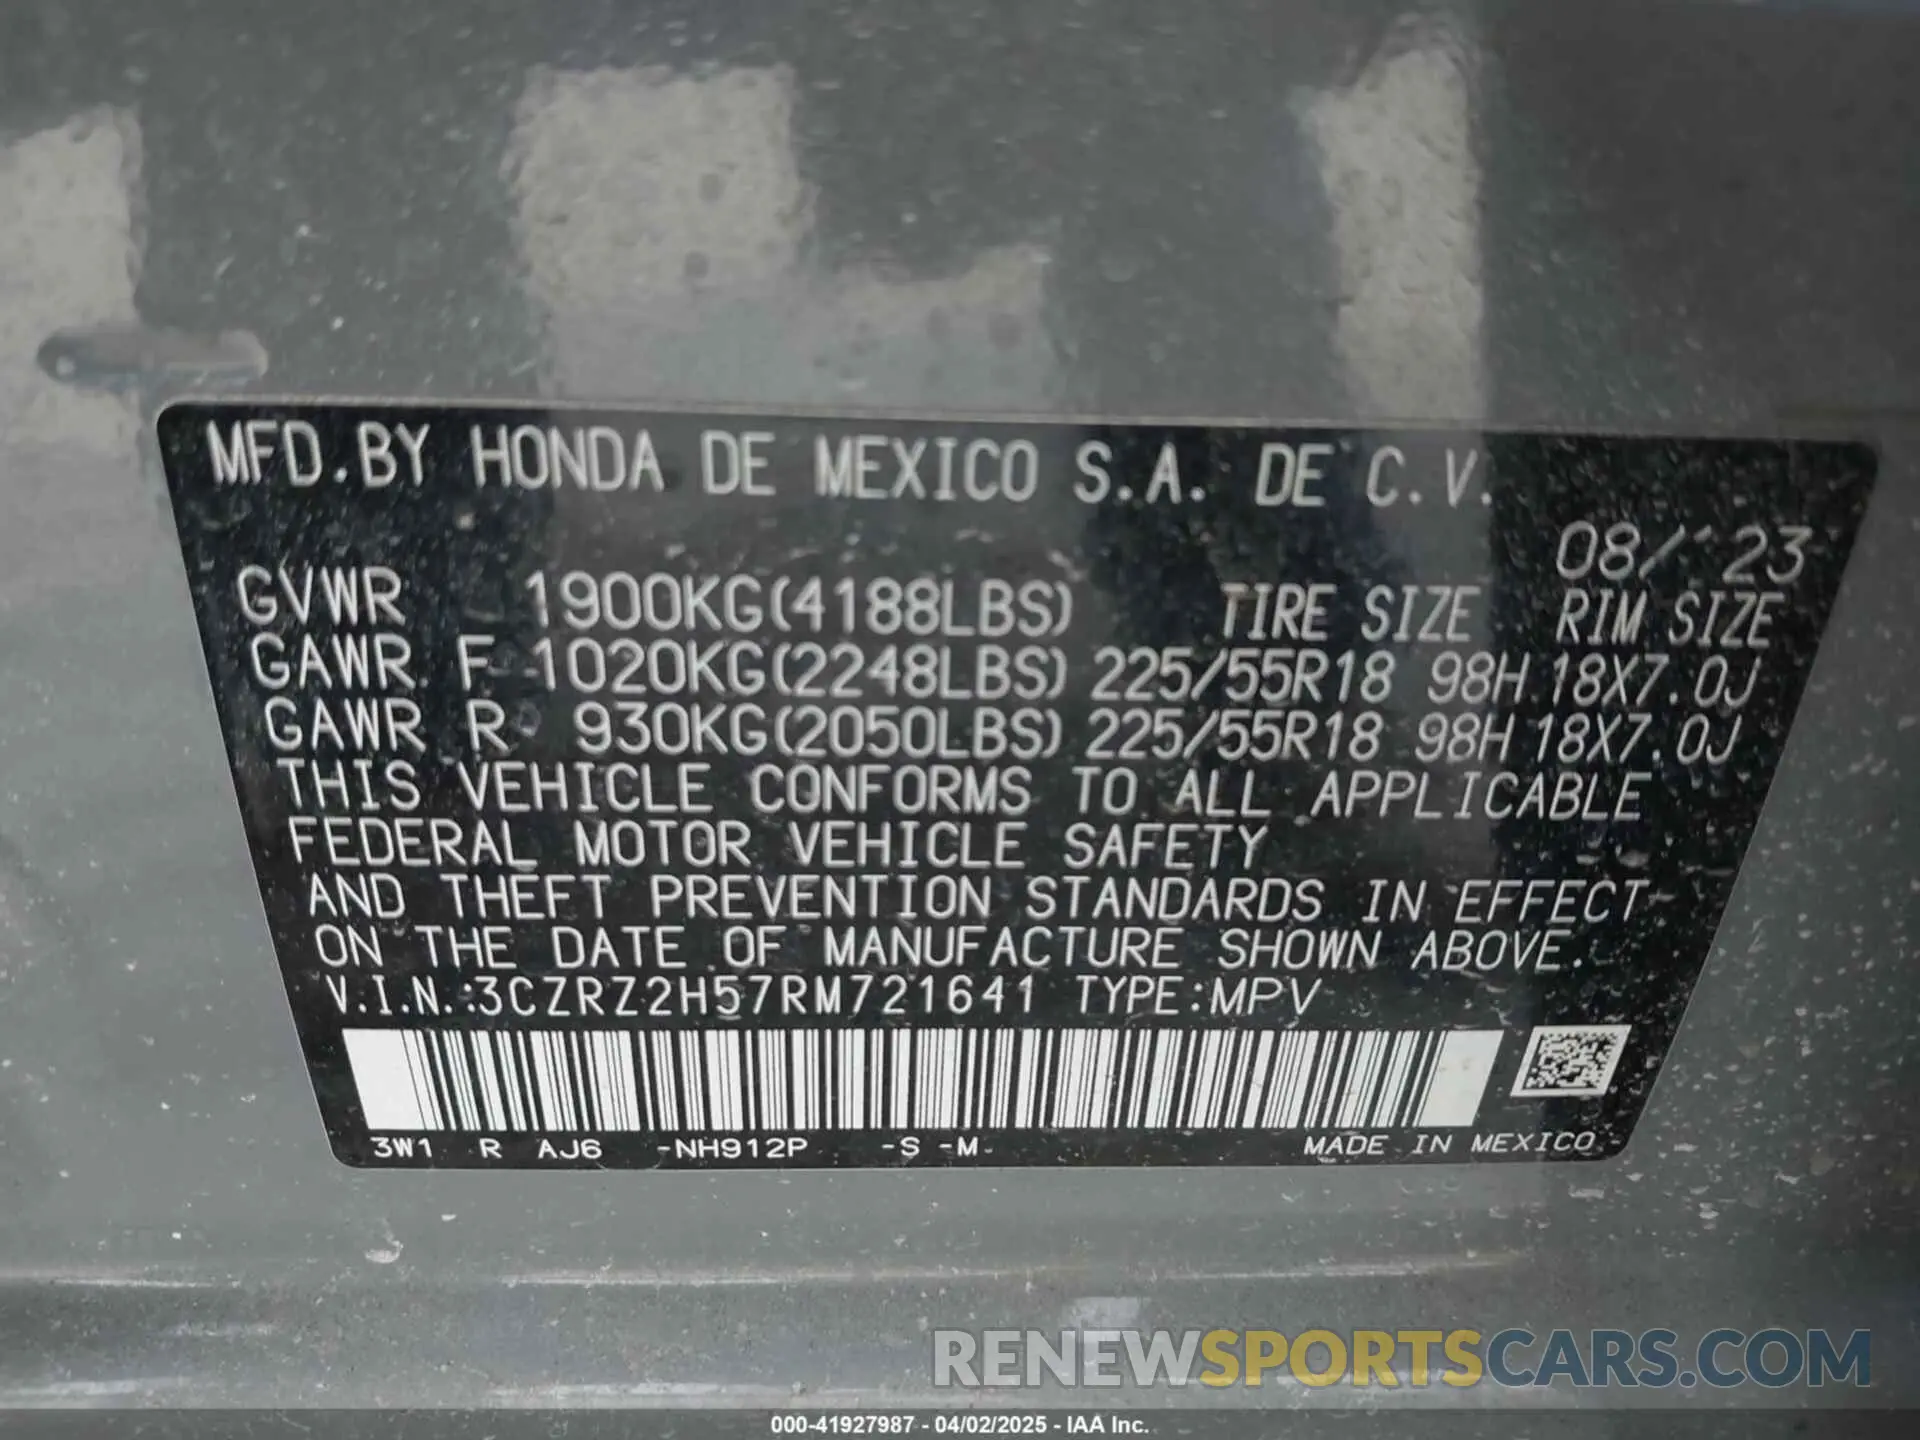 MFD.BY HONDA DE MEXICO S.A. DE C.V.
08/'23
GVWR 1900KG(4188LBS) TIRE SIZE RIM SIZE
GAWR F 1020KG(2248LBS) 225/55R18 98H 18X7.0J
GAWR R 930KG(2050LBS) 225/55R18 98H 18X7.0J
THIS VEHICLE CONFORMS TO ALL APPLICABLE
FEDERAL MOTOR VEHICLE SAFETY
AND THEFT PREVENTION STANDARDS IN EFFECT
ON THE DATE OF MANUFACTURE SHOWN ABOVE.
V.I.N.:3CZRZ2H57RM721641 TYPE:MPV
3W1 R AJ6 -NH912P -S -M- MADE IN MEXICO
RENEWSPORTSCARS.COM
000-41927987 - 04/02/2025 - IAA Inc.